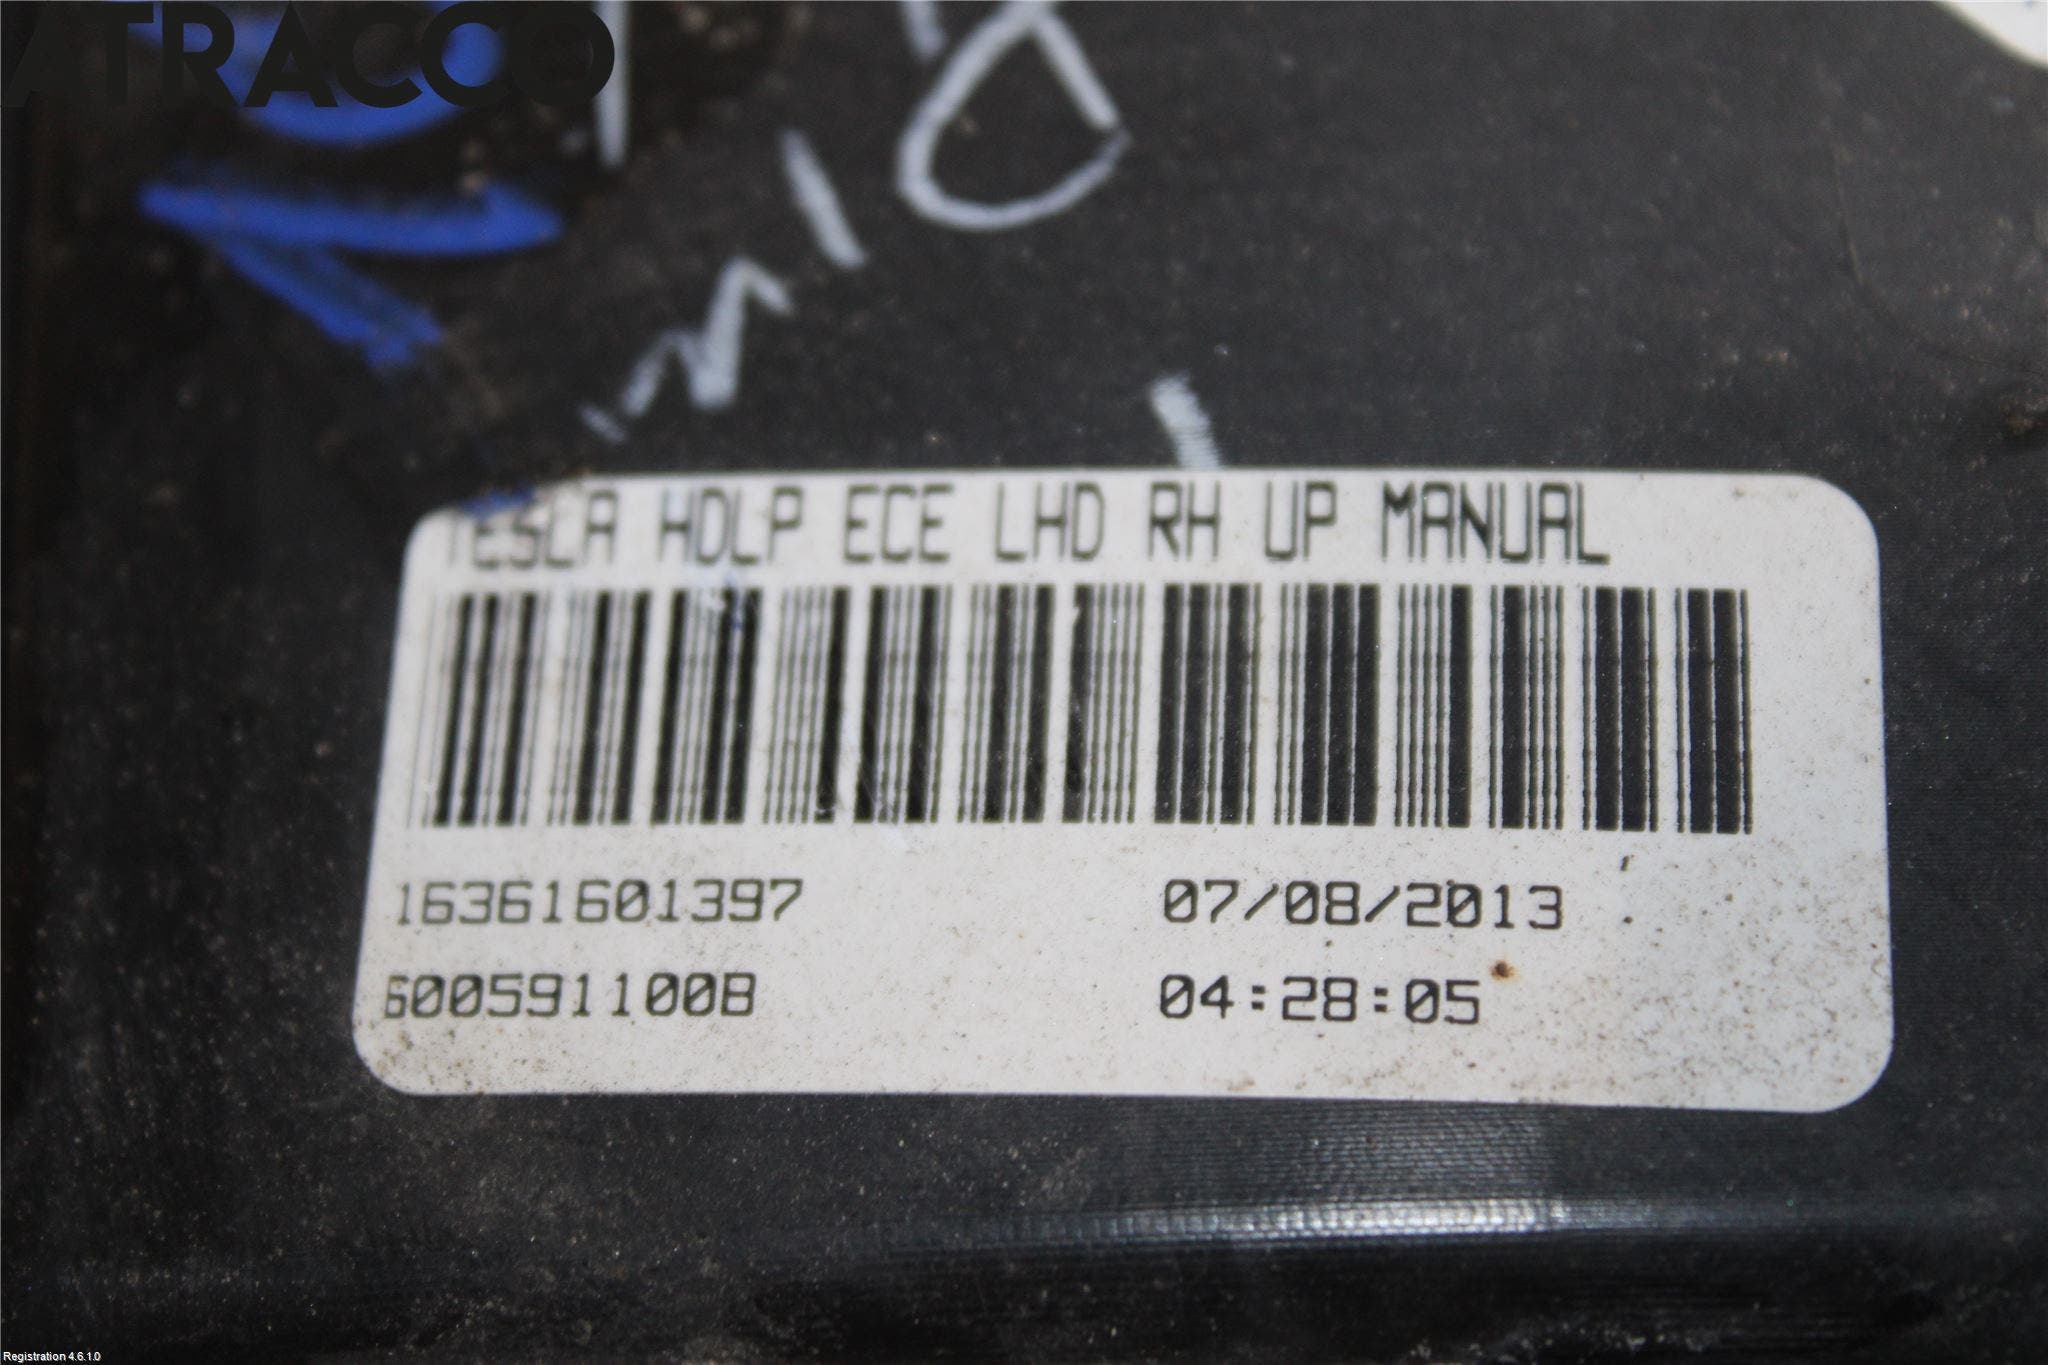 ATRACCO
TESLA HDLP ECE LHD RH UP MANUAL
16361601397
07/08/2013
600591100B
04:28:05
Registration 4.6.1.0